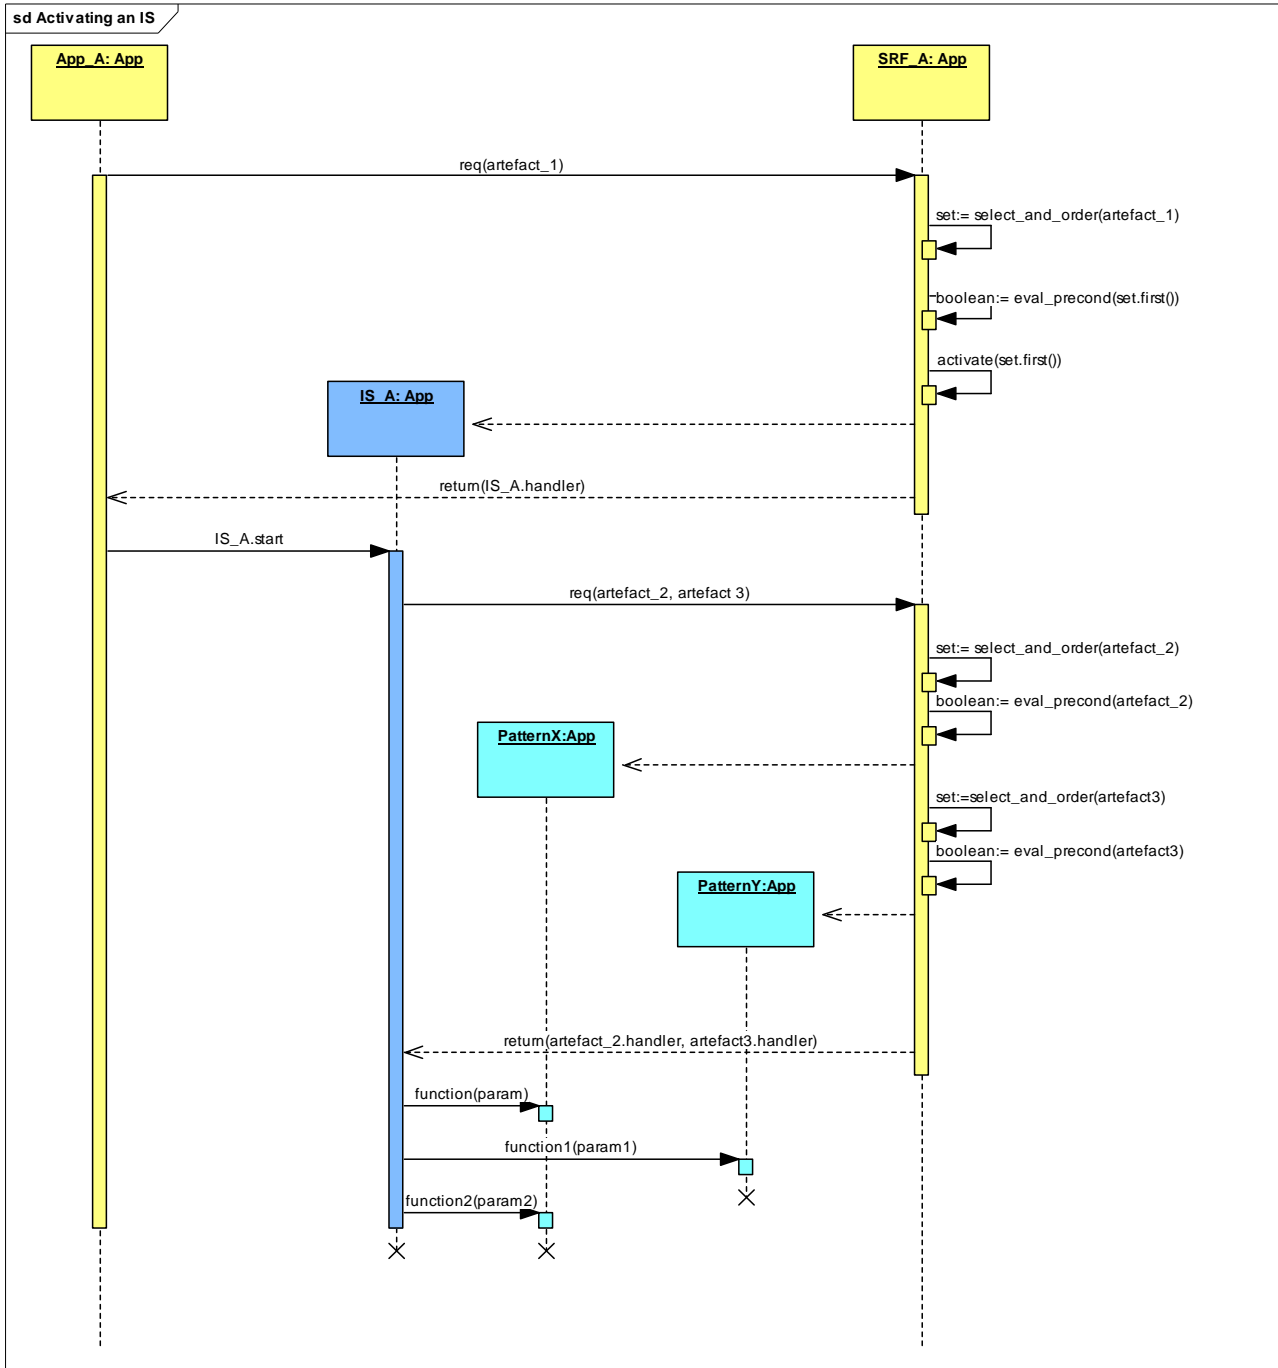 sd Activating an IS
App_A: App
SRF_A: App
req(artefact_1)
set:= select_and_order(artefact_1)
boolean:= eval_precond(set.first())
activate(set.first())
IS_A: App
return(IS_A.handler)
IS_A.start
req(artefact_2, artefact 3)
set:= select_and_order(artefact_2)
boolean:= eval_precond(artefact_2)
PatternX:App
set:=select_and_order(artefact3)
boolean:= eval_precond(artefact3)
PatternY:App
return(artefact_2.handler, artefact3.handler)
function(param)
function1(param1)
function2(param2)